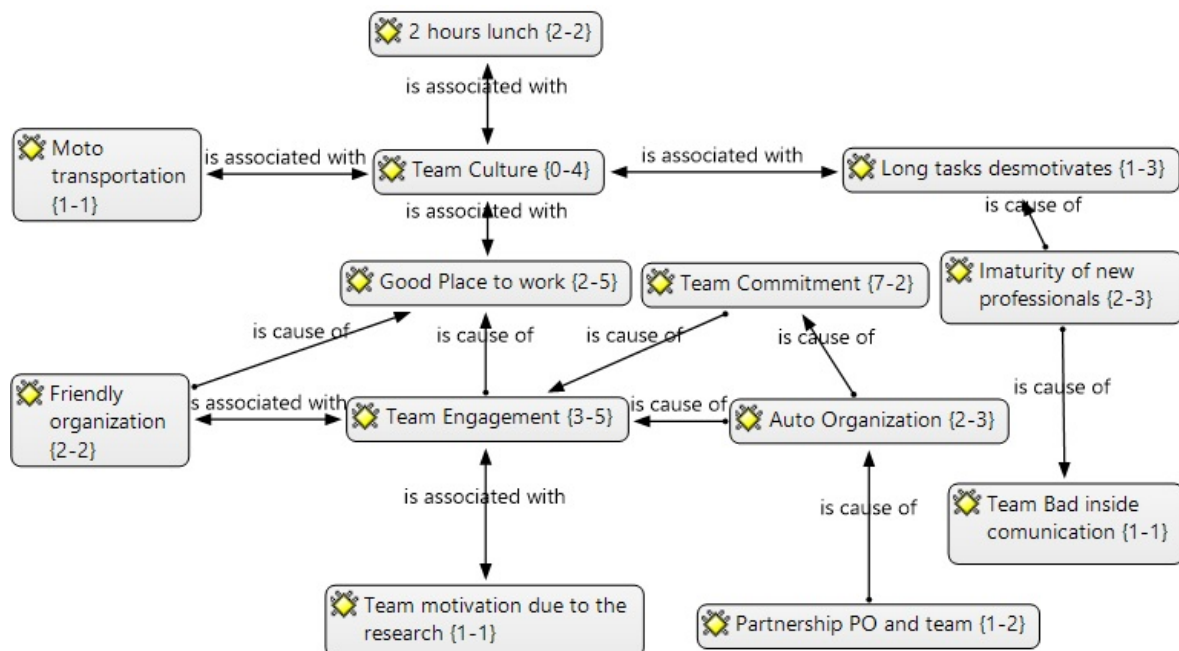 2 hours lunch {2-2}
is associated with
Moto
transportation
{1-1}
is associated with
Team Culture {0-4}
is associated with
Long tasks desmotivates {1-3}
is associated with
is cause of
Good Place to work {2-5}
Team Commitment {7-2}
Imaturity of new
professionals {2-3}
is cause of
is cause of
is cause of
is cause of
is cause of
Friendly
organization
{2-2}
is associated with
Team Engagement {3-5}
is cause of
Auto Organization {2-3}
is associated with
is cause of
Team Bad inside
comunication {1-1}
Team motivation due to the
research {1-1}
Partnership PO and team {1-2}